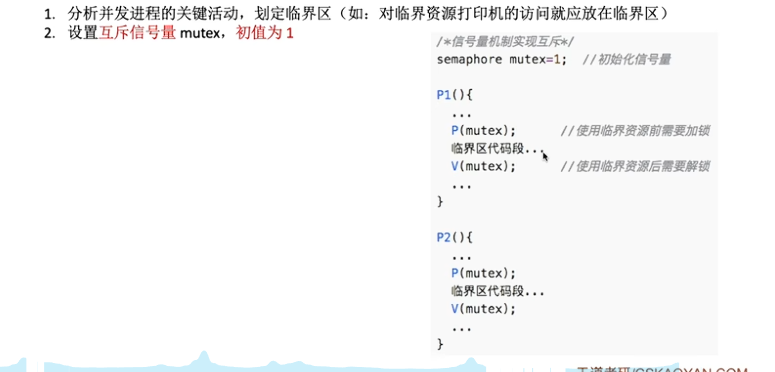 1. 分析并发进程的关键活动，划定临界区（如：对临界资源打印机的访问就应放在临界区）
2. 设置互斥信号量 mutex，初值为 1
/*信号量机制实现互斥*/
semaphore mutex=1; //初始化信号量
P1(){
...
P(mutex); //使用临界资源前需要加锁
临界区代码段...
V(mutex); //使用临界资源后需要解锁
...
}
P2(){
...
P(mutex);
临界区代码段...
V(mutex);
...
}
王道考研/CSKAOYAN.COM